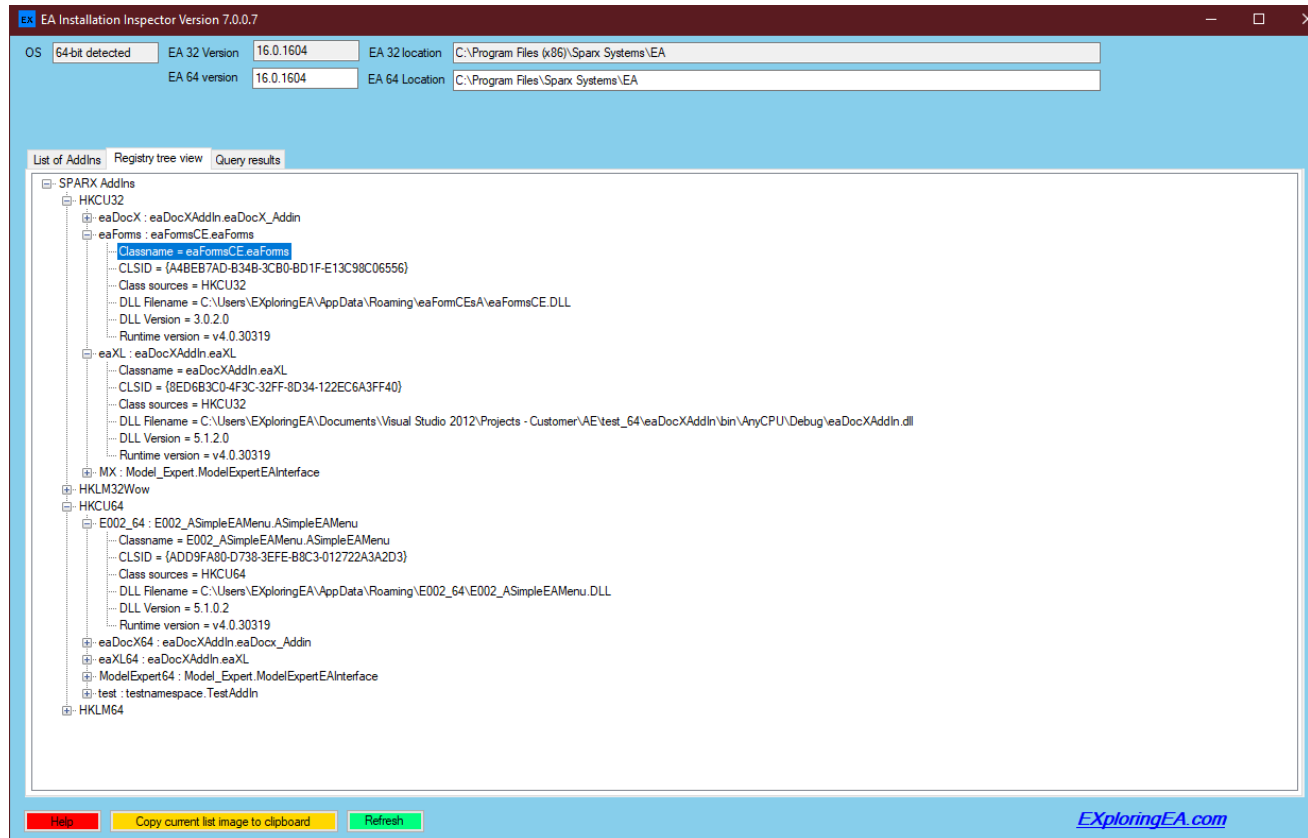 EX EA Installation Inspector Version 7.0.0.7
OS 64-bit detected EA 32 Version 16.0.1604 EA 32 location C:\Program Files (x86)\Sparx Systems\EA
EA 64 version 16.0.1604 EA 64 Location C:\Program Files\Sparx Systems\EA
List of AddIns Registry tree view Query results
SPARX AddIns
HKCU32
eaDocX : eaDocXAddIn.eaDocX_Addin
eaForms : eaFormsCE.eaForms
Classname = eaFormsCE.eaForms
CLSID = {A4BEB7AD-B34B-3CB0-BD1F-E13C98C06556}
Class sources = HKCU32
DLL Filename = C:\Users\EXploringEA\AppData\Roaming\eaFormCEsA\eaFormsCE.DLL
DLL Version = 3.0.2.0
Runtime version = v4.0.30319
eaXL : eaDocXAddIn.eaXL
Classname = eaDocXAddIn.eaXL
CLSID = {8ED6B3C0-4F3C-32FF-8D34-122EC6A3FF40}
Class sources = HKCU32
DLL Filename = C:\Users\EXploringEA\Documents\Visual Studio 2012\Projects - Customer\AE\test_64\eaDocXAddIn\bin\AnyCPU\Debug\eaDocXAddIn.dll
DLL Version = 5.1.2.0
Runtime version = v4.0.30319
MX : Model_Expert.ModelExpertEAInterface
HKLM32Wow
HKCU64
E002_64 : E002_ASimpleEAMenu.ASimpleEAMenu
Classname = E002_ASimpleEAMenu.ASimpleEAMenu
CLSID = {ADD9FA80-D738-3EFE-B8C3-012722A3A2D3}
Class sources = HKCU64
DLL Filename = C:\Users\EXploringEA\AppData\Roaming\E002_64\E002_ASimpleEAMenu.DLL
DLL Version = 5.1.0.2
Runtime version = v4.0.30319
eaDocX64 : eaDocXAddIn.eaDocx_Addin
eaXL64 : eaDocXAddIn.eaXL
ModelExpert64 : Model_Expert.ModelExpertEAInterface
test : testnamespace.TestAddIn
HKLM64
Help Copy current list image to clipboard Refresh EXploringEA.com